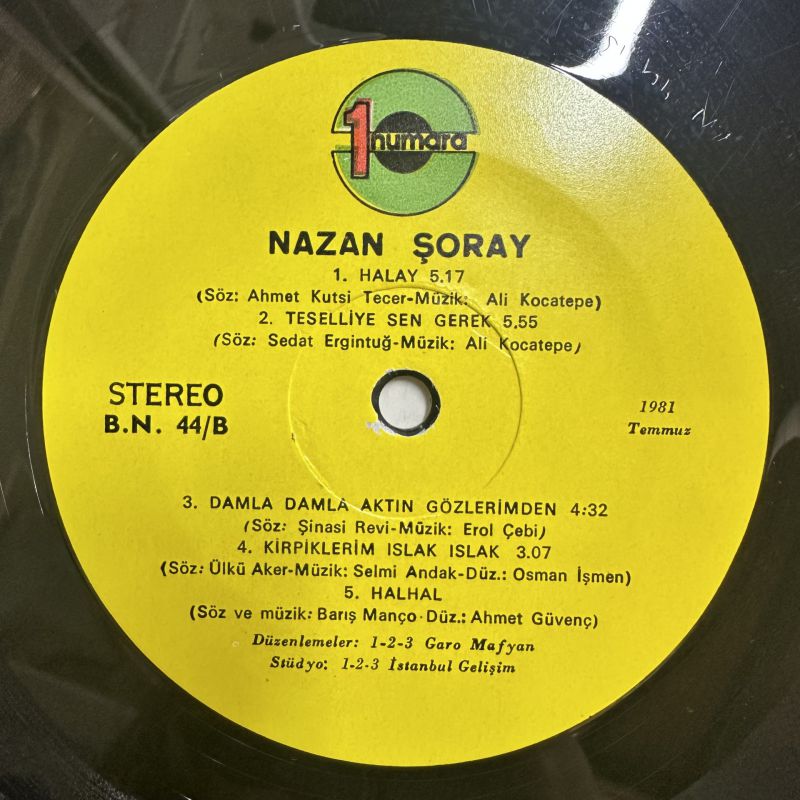 1 numara
NAZAN ŞORAY
1. HALAY 5.17
(Söz: Ahmet Kutsi Tecer-Müzik: Ali Kocatepe)
2. TESELLİYE SEN GEREK 5.55
(Söz: Sedat Ergintuğ-Müzik: Ali Kocatepe)
STEREO
B.N. 44/B
1981
Temmuz
3. DAMLA DAMLA AKTIN GÖZLERİMDEN 4:32
(Söz: Şinasi Revi-Müzik: Erol Çebi)
4. KİRPİKLERİM ISLAK ISLAK 3.07
(Söz: Ülkü Aker-Müzik: Selmi Andak-Düz.: Osman İşmen)
5. HALHAL
(Söz ve müzik: Barış Manço-Düz.: Ahmet Güvenç)
Düzenlemeler: 1-2-3 Garo Mafyan
Stüdyo: 1-2-3 İstanbul Gelişim